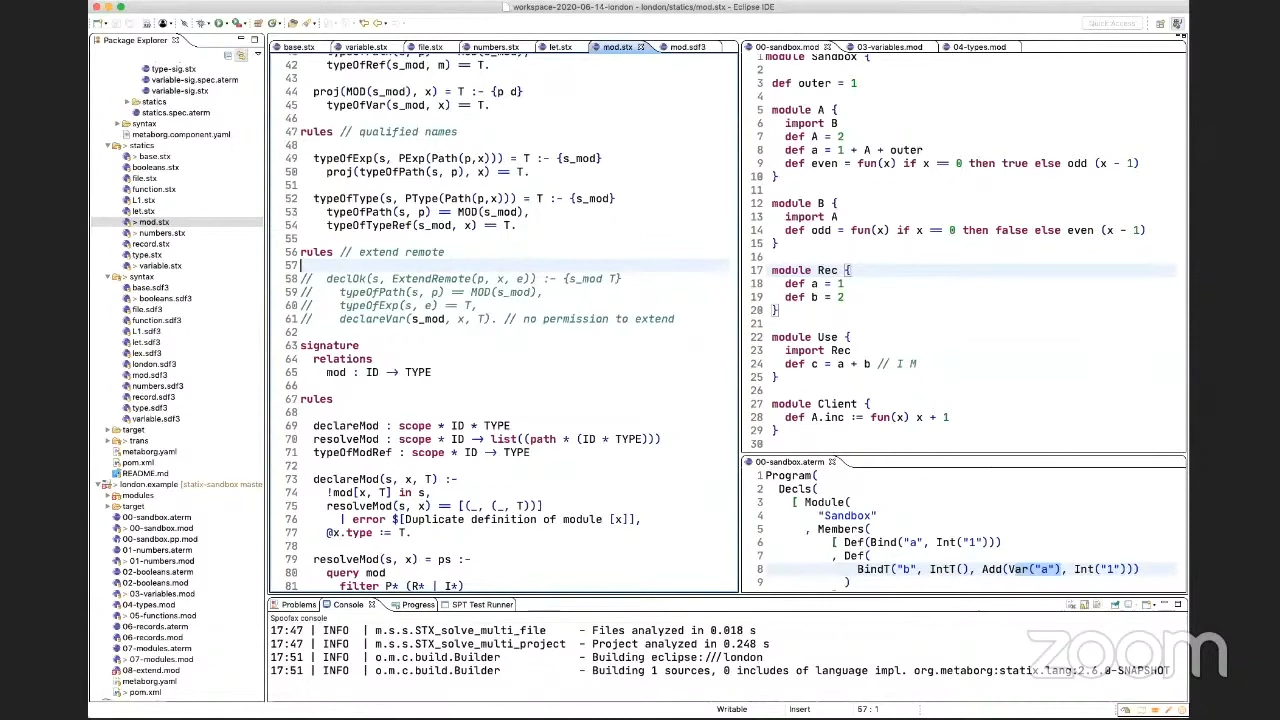 workspace-2020-06-14-london - london/statics/mod.stx - Eclipse IDE
Quick Access
Package Explorer
type-sig.stx
variable-sig.spec.aterm
variable-sig.stx
statics
statics.spec.aterm
syntax
metaborg.component.yaml
statics
> base.stx
booleans.stx
file.stx
function.stx
L1.stx
let.stx
> mod.stx
> numbers.stx
record.stx
type.stx
> variable.stx
syntax
base.sdf3
> booleans.sdf3
file.sdf3
function.sdf3
L1.sdf3
let.sdf3
lex.sdf3
london.sdf3
mod.sdf3
numbers.sdf3
record.sdf3
type.sdf3
variable.sdf3
target
trans
metaborg.yaml
pom.xml
README.md
> london.example [statix-sandbox maste
modules
target
00-sandbox.aterm
> 00-sandbox.mod
00-sandbox.pp.mod
01-numbers.aterm
> 01-numbers.mod
02-booleans.aterm
> 03-variables.mod
04-types.mod
> 05-functions.mod
06-records.aterm
06-records.mod
07-modules.aterm
> 07-modules.mod
08-extend.mod
metaborg.yaml
pom.xml
base.stx variable.stx file.stx numbers.stx let.stx mod.stx mod.sdf3
42 typeOfRef(s_mod, m) == T.
43
44 proj(MOD(s_mod), x) = T :- {p d}
45 typeOfVar(s_mod, x) == T.
46
47 rules // qualified names
48
49 typeOfExp(s, PExp(Path(p,x))) = T :- {s_mod}
50 proj(typeOfPath(s, p), x) == T.
51
52 typeOfType(s, PType(Path(p,x))) = T :- {s_mod}
53 typeOfPath(s, p) == MOD(s_mod),
54 typeOfTypeRef(s_mod, x) == T.
55
56 rules // extend remote
57
58 // declOk(s, ExtendRemote(p, x, e)) :- {s_mod T}
59 // typeOfPath(s, p) == MOD(s_mod),
60 // typeOfExp(s, e) == T,
61 // declareVar(s_mod, x, T). // no permission to extend
62
63 signature
64 relations
65 mod : ID -> TYPE
66
67 rules
68
69 declareMod : scope * ID * TYPE
70 resolveMod : scope * ID -> list((path * (ID * TYPE)))
71 typeOfModRef : scope * ID -> TYPE
72
73 declareMod(s, x, T) :-
74 !mod[x, T] in s,
75 resolveMod(s, x) == [(_, (_, T))]
76 | error $[Duplicate definition of module [x]],
77 @x.type := T.
78
79 resolveMod(s, x) = ps :-
80 query mod
81 filter P* (R* | I*)
00-sandbox.mod 03-variables.mod 04-types.mod
1 module Sandbox {
2
3 def outer = 1
4
5 module A {
6 import B
7 def A = 2
8 def a = 1 + A + outer
9 def even = fun(x) if x == 0 then true else odd (x - 1)
10 }
11
12 module B {
13 import A
14 def odd = fun(x) if x == 0 then false else even (x - 1)
15 }
16
17 module Rec {
18 def a = 1
19 def b = 2
20 }
21
22 module Use {
23 import Rec
24 def c = a + b // I M
25 }
26
27 module Client {
28 def A.inc := fun(x) x + 1
29 }
30
00-sandbox.aterm
1 Program(
2 Decls(
3 [ Module(
4 "Sandbox"
5 , Members(
6 [ Def(Bind("a", Int("1")))
7 , Def(
8 BindT("b", IntT(), Add(Var("a"), Int("1")))
9 )
Problems Console Progress SPT Test Runner
Spoofax console
17:47 | INFO | m.s.s.STX_solve_multi_file - Files analyzed in 0.018 s
17:47 | INFO | m.s.s.STX_solve_multi_project - Project analyzed in 0.248 s
17:51 | INFO | o.m.c.build.Builder - Building eclipse:///london
17:51 | INFO | o.m.c.build.Builder - Building 1 sources, 0 includes of language impl. org.metaborg:statix.lang:2.6.0-SNAPSHOT
zoom
Writable Insert 57 : 1